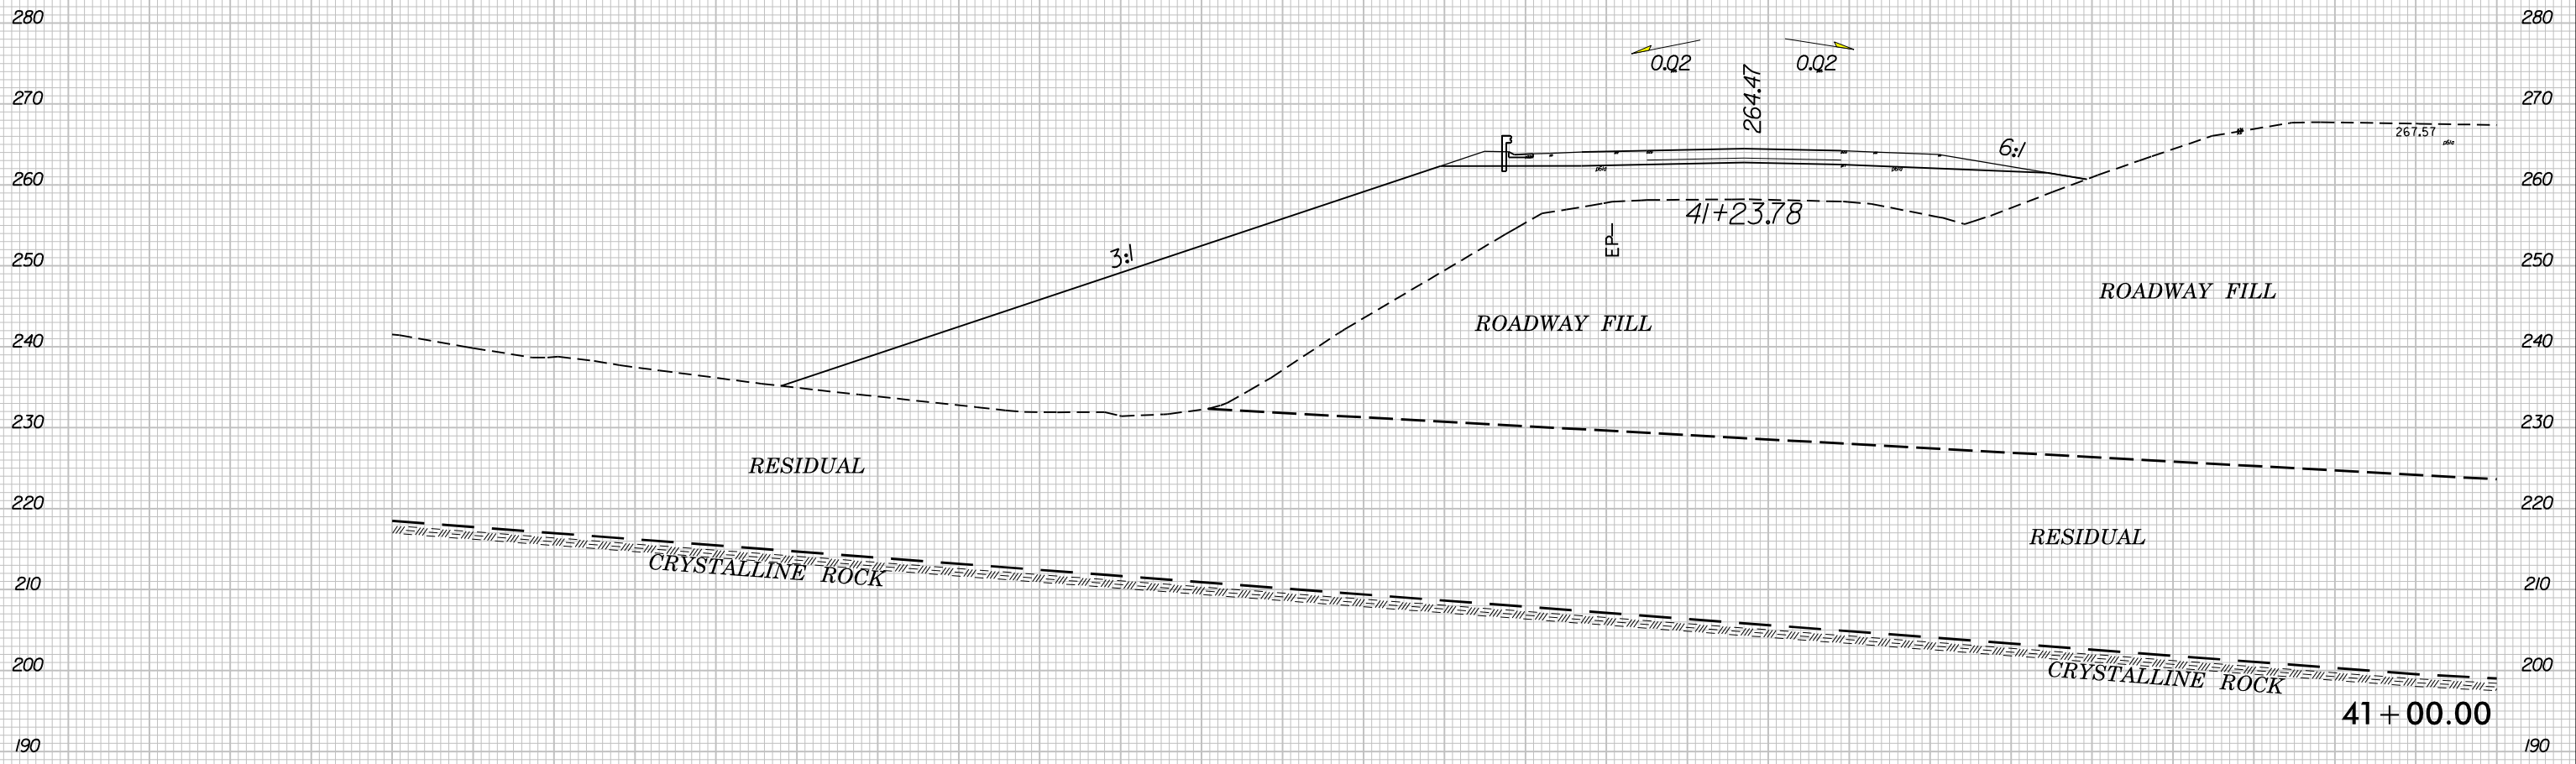 280 280
0.02 0.02
264.47
270 270
267.57
6:1
260 260
41+23.78
EP
3:1
250 250
ROADWAY FILL
ROADWAY FILL
240 240
230 230
RESIDUAL
220 220
RESIDUAL
CRYSTALLINE ROCK
210 210
200 200
CRYSTALLINE ROCK
41+00.00
190 190